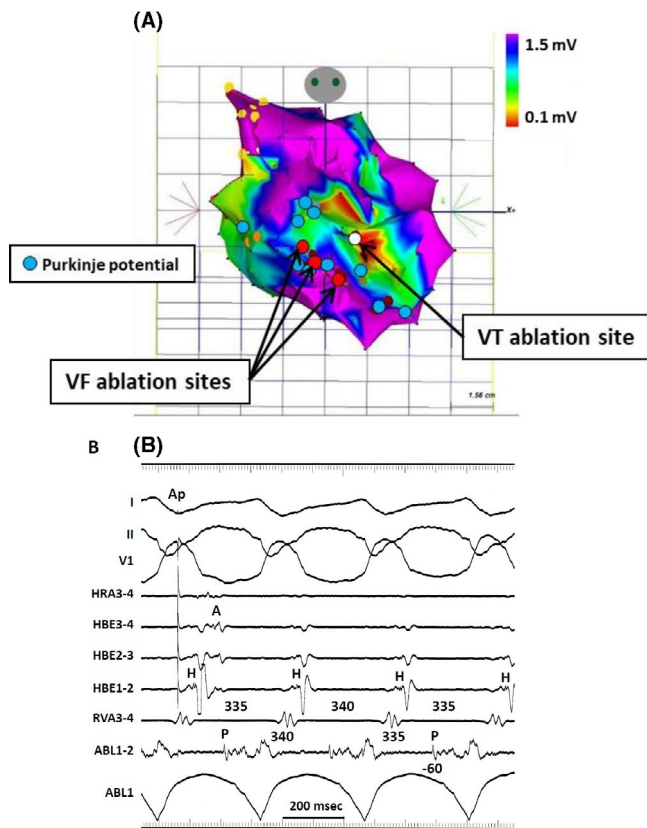 (A)
1.5 mV
0.1 mV
L
X+
Purkinje potential
VF ablation sites
VT ablation site
1.56 cm
B (B)
I Ap
II
V1
HRA3-4
A
HBE3-4
HBE2-3
H H H H
HBE1-2
335 340 335
RVA3-4
P 340 335 P
ABL1-2
-60
ABL1
200 msec